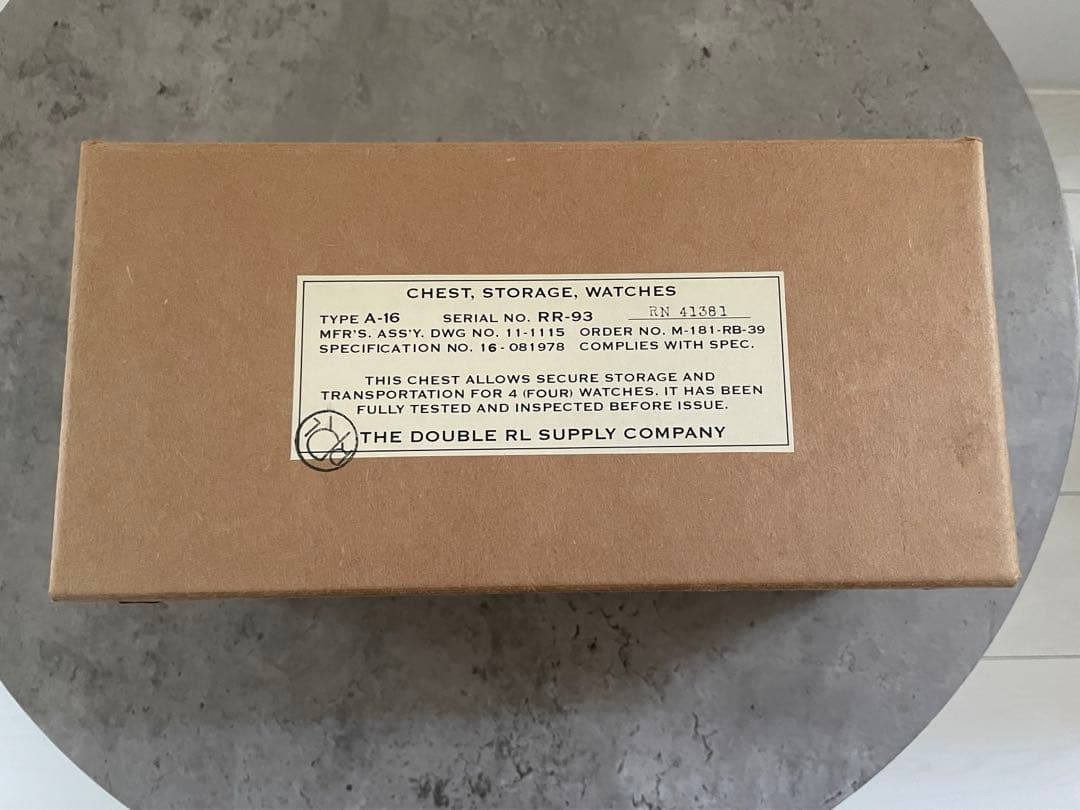 CHEST, STORAGE, WATCHES
TYPE A-16 SERIAL NO. RR-93 RN 41381
MFR'S. ASS'Y. DWG NO. 11-1115 ORDER NO. M-181-RB-39
SPECIFICATION NO. 16-081978 COMPLIES WITH SPEC.
THIS CHEST ALLOWS SECURE STORAGE AND
TRANSPORTATION FOR 4 (FOUR) WATCHES. IT HAS BEEN
FULLY TESTED AND INSPECTED BEFORE ISSUE.
THE DOUBLE RL SUPPLY COMPANY